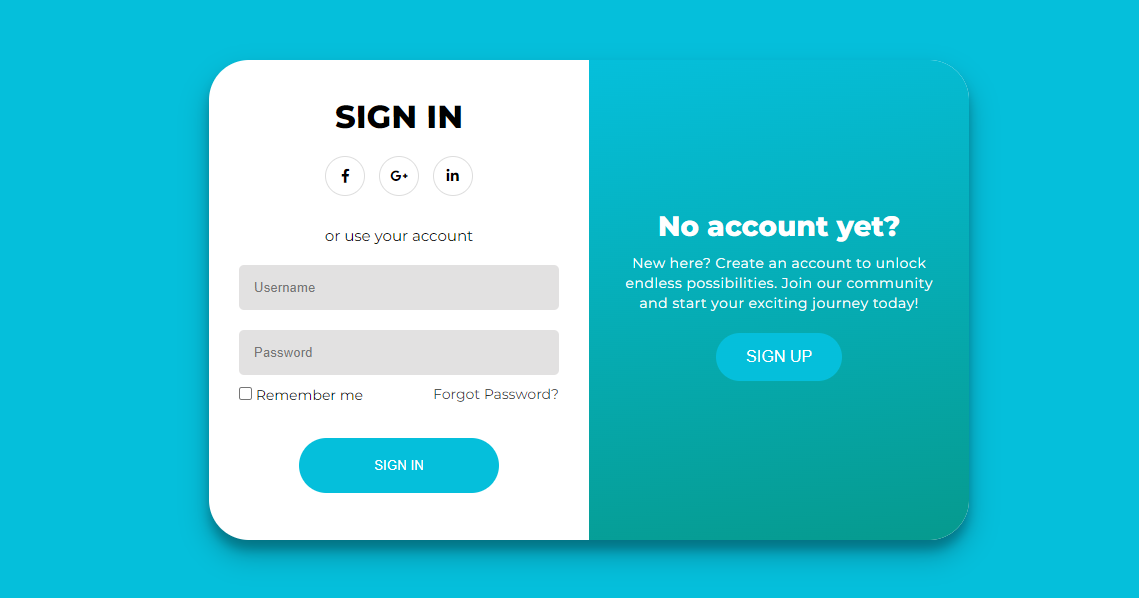 SIGN IN
f G+ in
or use your account
Username
Password
Remember me Forgot Password?
SIGN IN
No account yet?
New here? Create an account to unlock
endless possibilities. Join our community
and start your exciting journey today!
SIGN UP